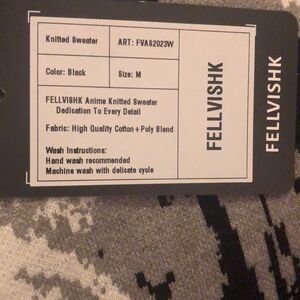 Knitted Sweater
ART: FVAS2023W
Color: Black
Size: M
FELLVISHK Anime Knitted Sweater
Dedication To Every Detail
Fabric: High Quality Cotton+Poly Blend
Wash Instructions:
Hand wash recommended
Machine wash with delicate cycle
FELLVISHK
FELLVISHK